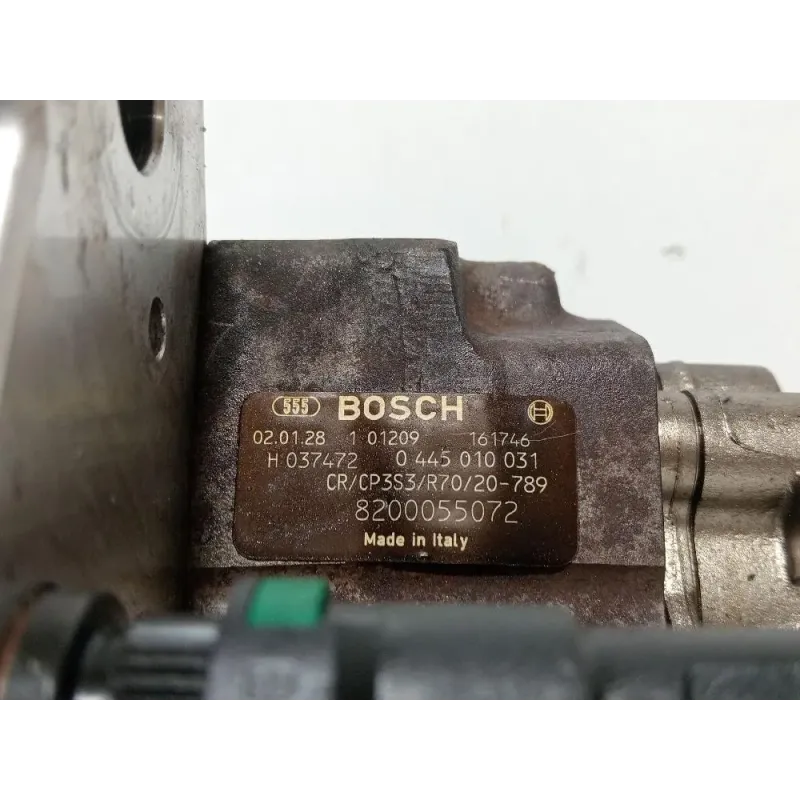 555 BOSCH
02.01.28 1 01209 161746
H 037472 0 445 010 031
CR/CP3S3/R70/20-789
8200055072
Made in Italy